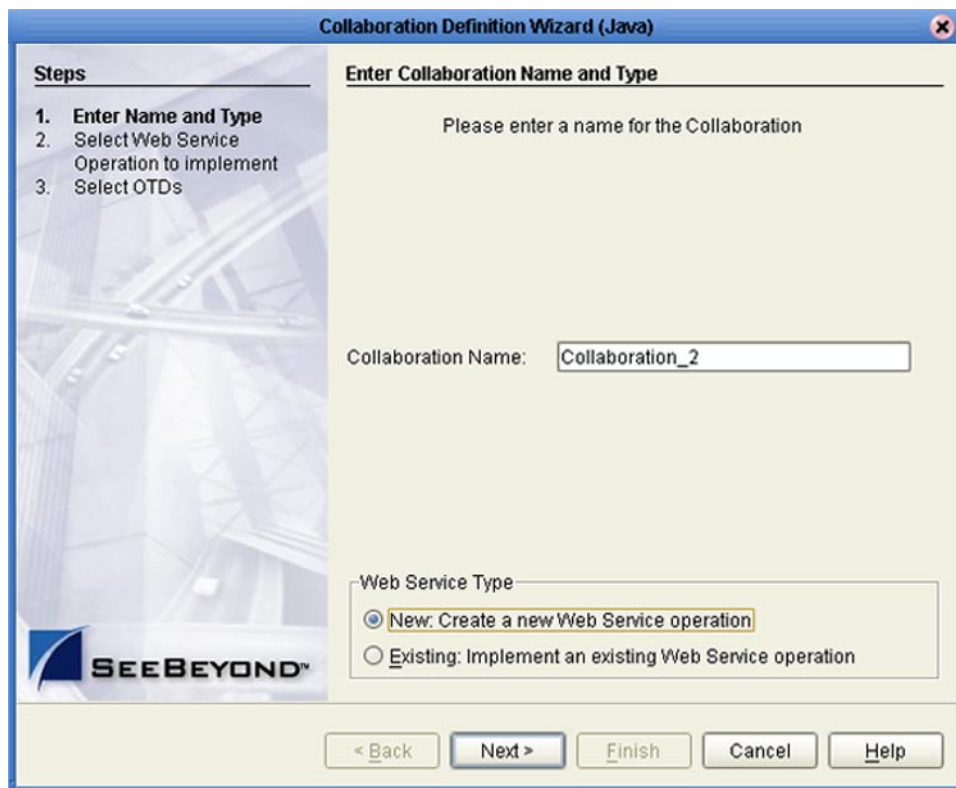 Collaboration Definition Wizard (Java)
Steps
1. Enter Name and Type
2. Select Web Service
Operation to implement
3. Select OTDs
SEEBEYOND™
Enter Collaboration Name and Type
Please enter a name for the Collaboration
Collaboration Name: Collaboration_2
Web Service Type
New: Create a new Web Service operation
Existing: Implement an existing Web Service operation
< Back Next > Finish Cancel Help